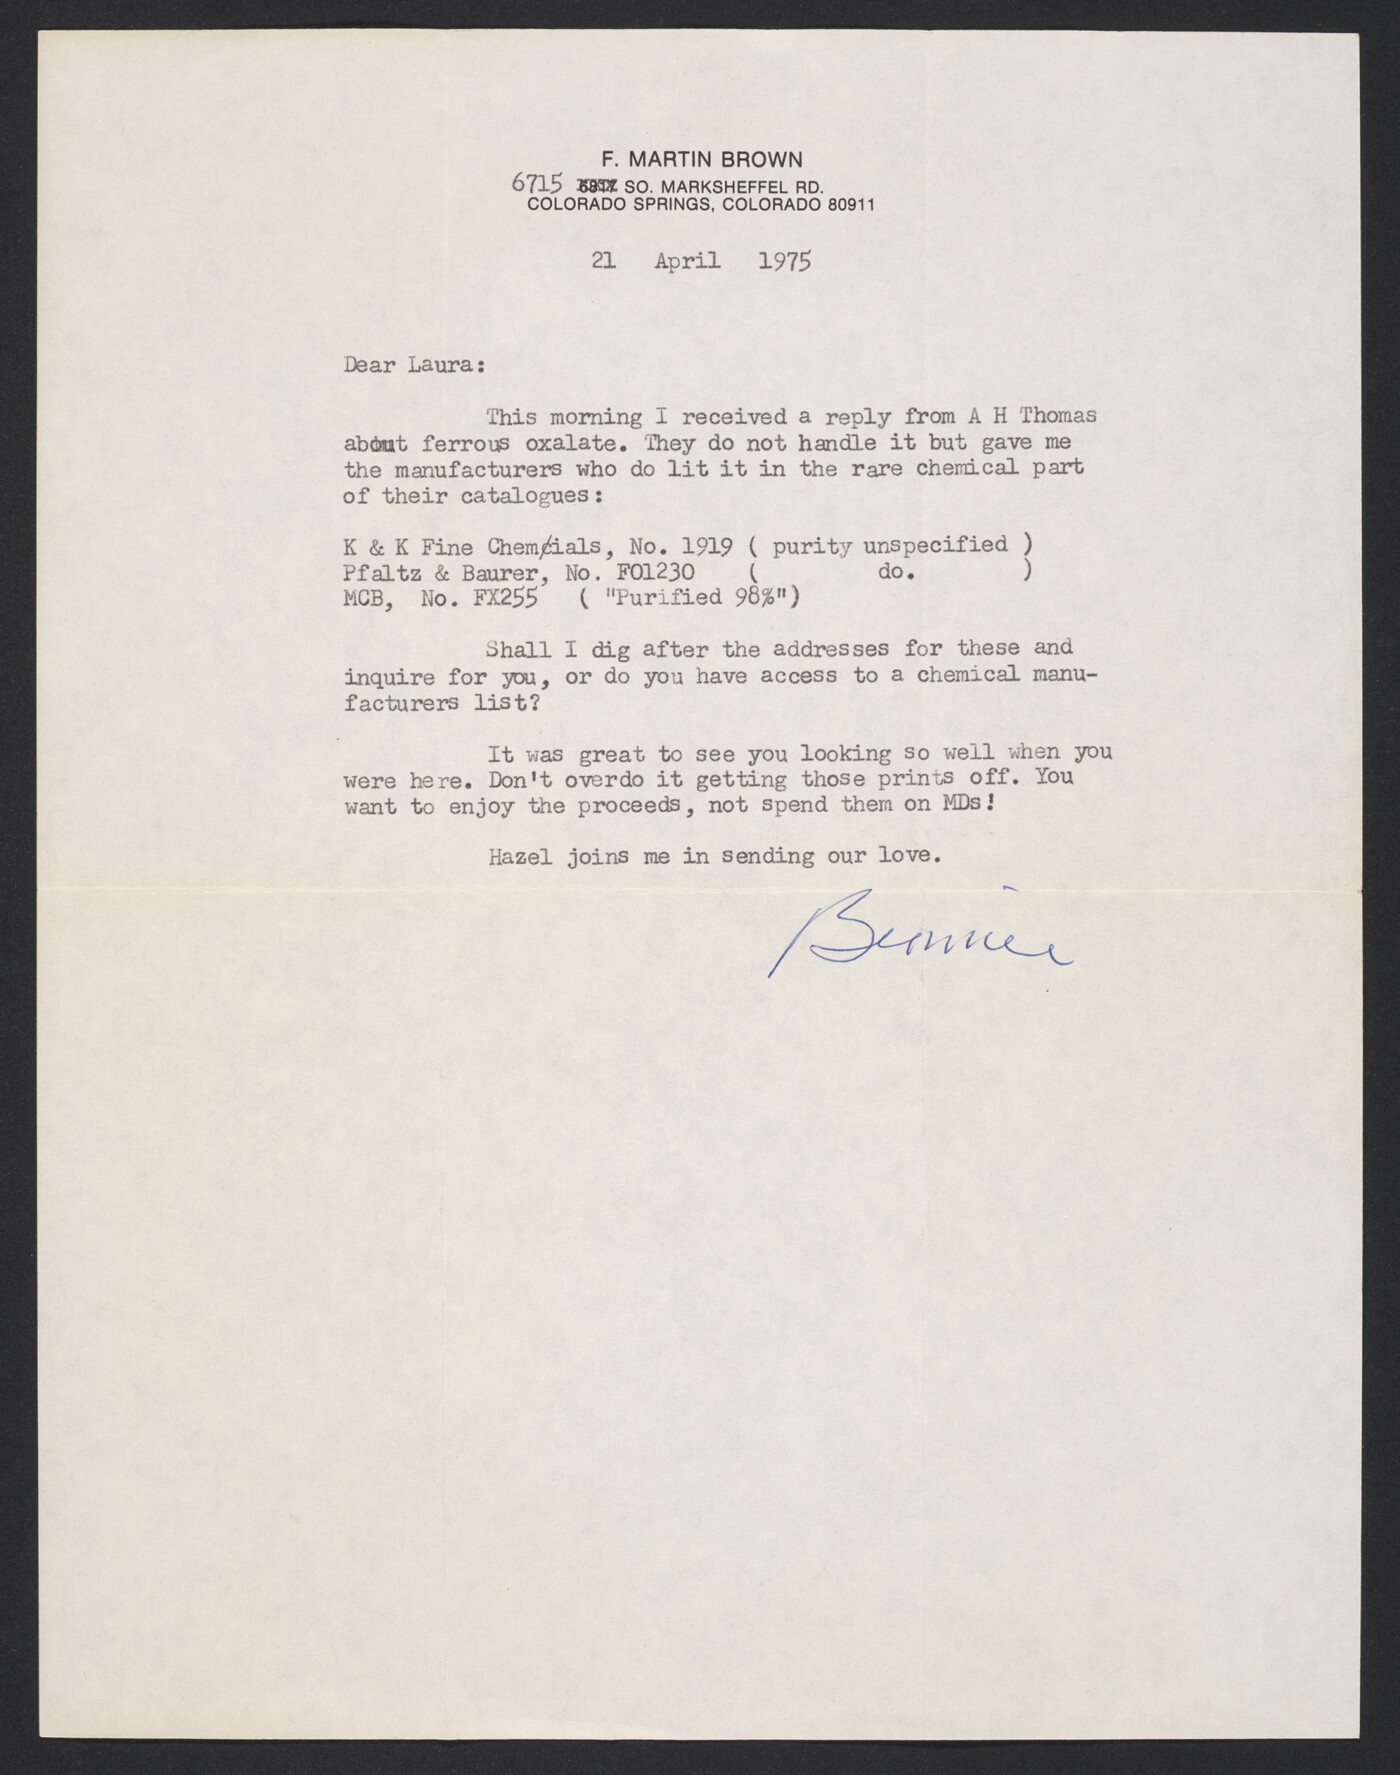 F. MARTIN BROWN
6715 SO. MARKSHEFFEL RD.
COLORADO SPRINGS, COLORADO 80911
21 April 1975
Dear Laura:
This morning I received a reply from A H Thomas
about ferrous oxalate. They do not handle it but gave me
the manufacturers who do lit it in the rare chemical part
of their catalogues:
K & K Fine Chemcials, No. 1919 ( purity unspecified )
Pfaltz & Baurer, No. FO1230 ( do. )
MCB, No. FX255 ( "Purified 98%")
Shall I dig after the addresses for these and
inquire for you, or do you have access to a chemical manu-
facturers list?
It was great to see you looking so well when you
were here. Don't overdo it getting those prints off. You
want to enjoy the proceeds, not spend them on MDs!
Hazel joins me in sending our love.